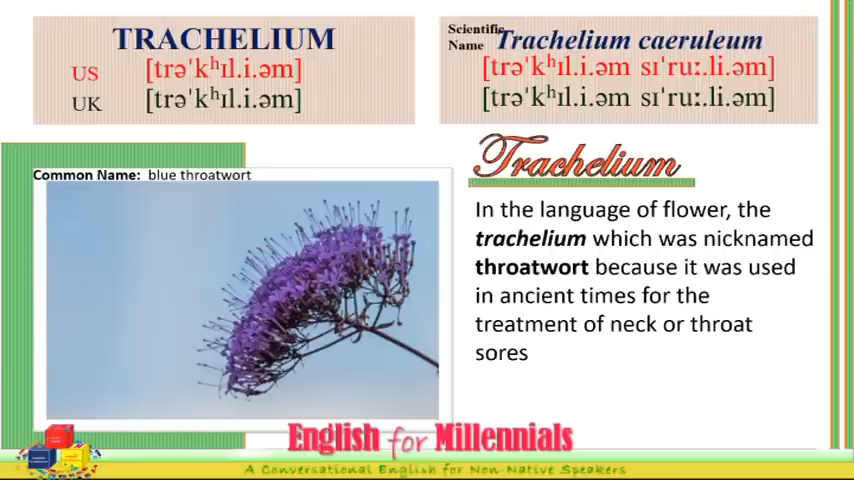 TRACHELIUM
US [trəˈkʰɪl.i.əm]
UK [trəˈkʰɪl.i.əm]
Scientific Name Trachelium caeruleum
[trəˈkʰɪl.i.əm sɪˈruː.li.əm]
[trəˈkʰɪl.i.əm sɪˈruː.li.əm]
Common Name: blue throatwort
Trachelium
In the language of flower, the
trachelium which was nicknamed
throatwort because it was used
in ancient times for the
treatment of neck or throat
sores
English for Millennials
A Conversational English for Non-Native Speakers